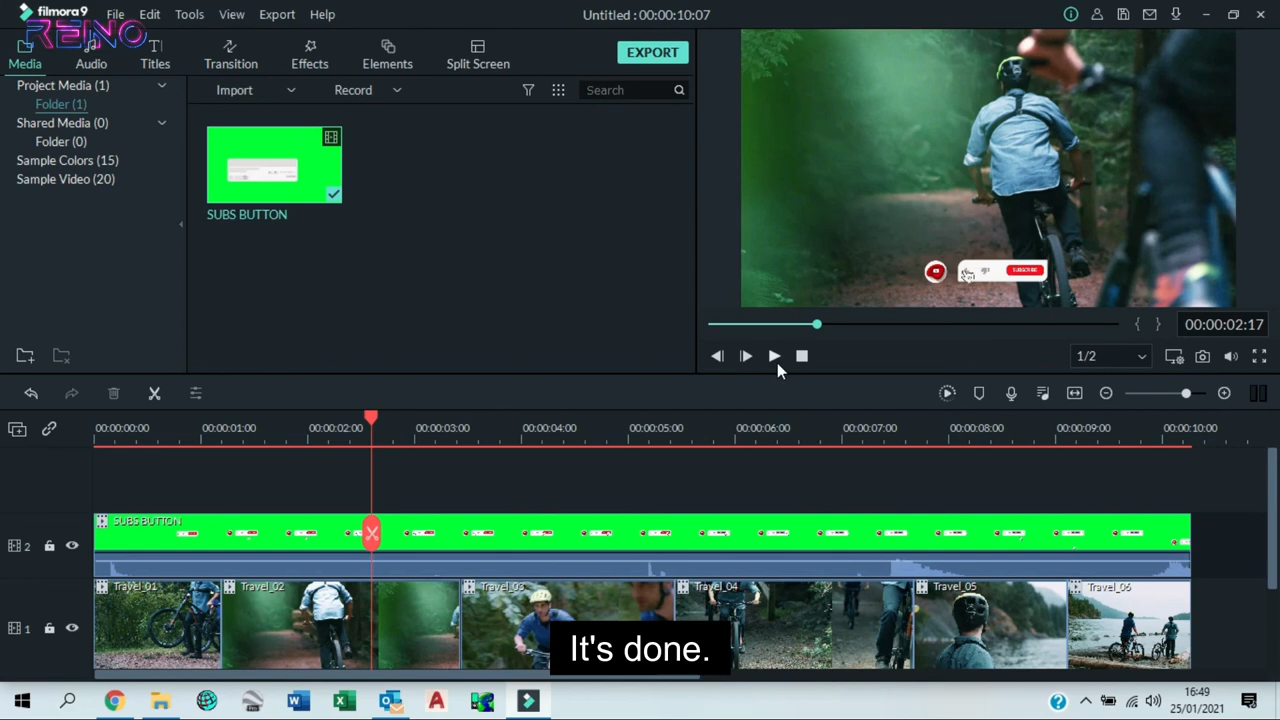 filmora9
File Edit Tools View Export Help
Untitled : 00:00:10:07
REINO
Media Audio Titles Transition Effects Elements Split Screen
EXPORT
Project Media (1)
Folder (1)
Shared Media (0)
Folder (0)
Sample Colors (15)
Sample Video (20)
Import Record Search
SUBS BUTTON
SUBSCRIBE
{ } 00:00:02:17
1/2
00:00:00:00 00:00:01:00 00:00:02:00 00:00:03:00 00:00:04:00 00:00:05:00 00:00:06:00 00:00:07:00 00:00:08:00 00:00:09:00 00:00:10:00
SUBS BUTTON
2
Travel_01 Travel_02 Travel_03 Travel_04 Travel_05 Travel_06
1
It's done.
16:49
25/01/2021